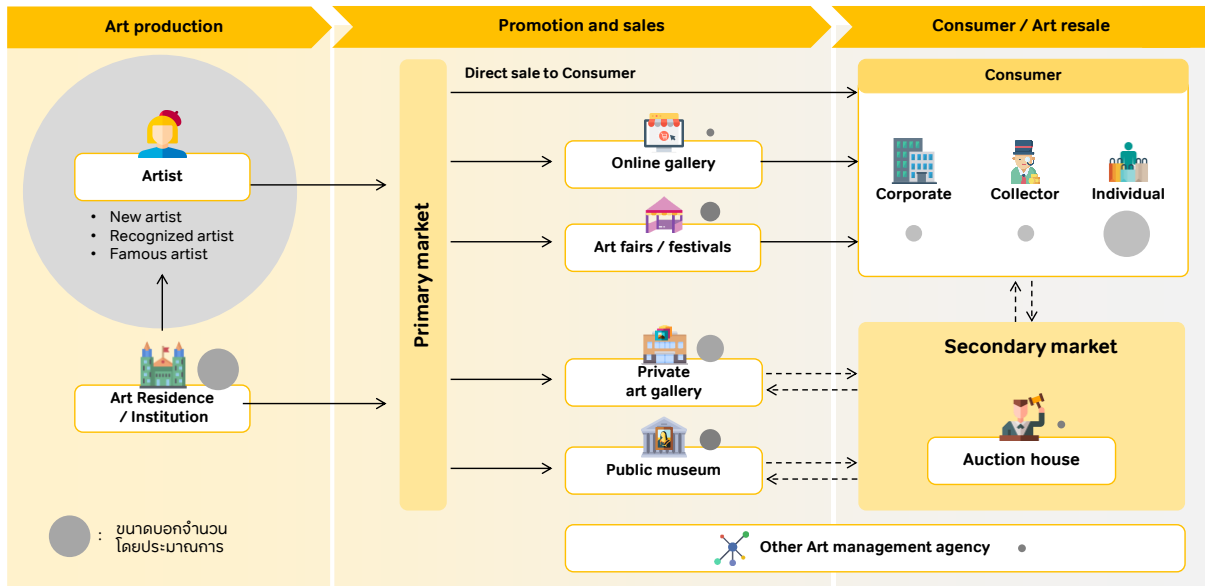 Art production
Promotion and sales
Consumer / Art resale
Artist
• New artist
• Recognized artist
• Famous artist
Art Residence
/ Institution
: ขนาดบอกจำนวน
โดยประมาณการ
Primary market
Direct sale to Consumer
Online gallery
Art fairs / festivals
Private
art gallery
Public museum
Consumer
Corporate
Collector
Individual
Secondary market
Auction house
Other Art management agency